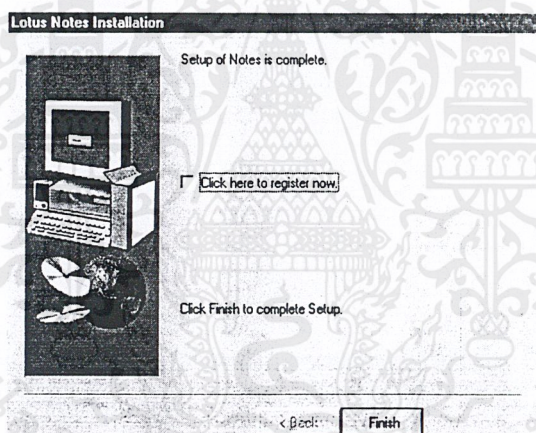 Lotus Notes Installation
Setup of Notes is complete.
Click here to register now.
Click Finish to complete Setup.
< Back
Finish